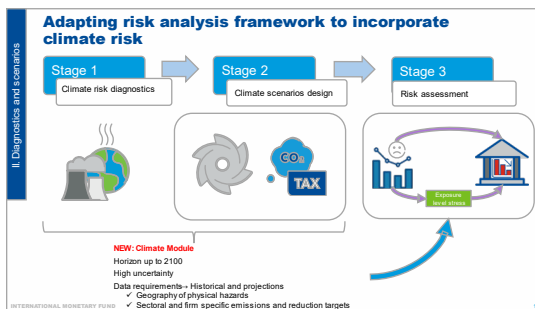 Adapting risk analysis framework to incorporate
climate risk
II. Diagnostics and scenarios
Stage 1
Climate risk diagnostics
Stage 2
Climate scenarios design
Stage 3
Risk assessment
CO₂
TAX
Exposure
level stress
NEW: Climate Module
Horizon up to 2100
High uncertainty
Data requirements→ Historical and projections
✓ Geography of physical hazards
✓ Sectoral and firm specific emissions and reduction targets
INTERNATIONAL MONETARY FUND